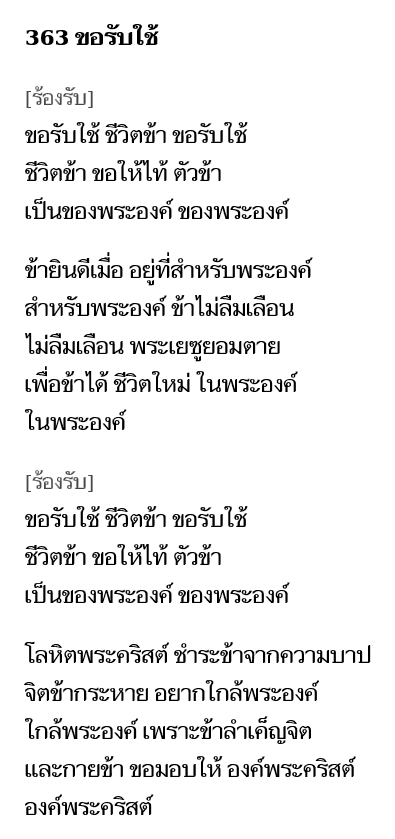 363 ขอรับใช้
[ร้องรับ]
ขอรับใช้ ชีวิตข้า ขอรับใช้
ชีวิตข้า ขอให้ไท้ ตัวข้า
เป็นของพระองค์ ของพระองค์
ข้ายินดีเมื่อ อยู่ที่สำหรับพระองค์
สำหรับพระองค์ ข้าไม่ลืมเลือน
ไม่ลืมเลือน พระเยซูยอมตาย
เพื่อข้าได้ ชีวิตใหม่ ในพระองค์
ในพระองค์
[ร้องรับ]
ขอรับใช้ ชีวิตข้า ขอรับใช้
ชีวิตข้า ขอให้ไท้ ตัวข้า
เป็นของพระองค์ ของพระองค์
โลหิตพระคริสต์ ชำระข้าจากความบาป
จิตข้ากระหาย อยากใกล้พระองค์
ใกล้พระองค์ เพราะข้าลำเค็ญจิต
และกายข้า ขอมอบให้ องค์พระคริสต์
องค์พระคริสต์